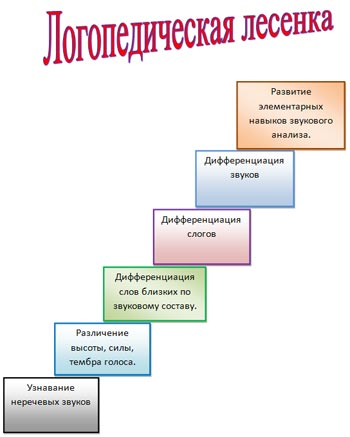 Логопедическая лесенка
Развитие
элементарных
навыков звукового
анализа.
Дифференциация
звуков
Дифференциация
слогов
Дифференциация
слов близких по
звуковому составу.
Различение
высоты, силы,
тембра голоса.
Узнавание
неречевых звуков